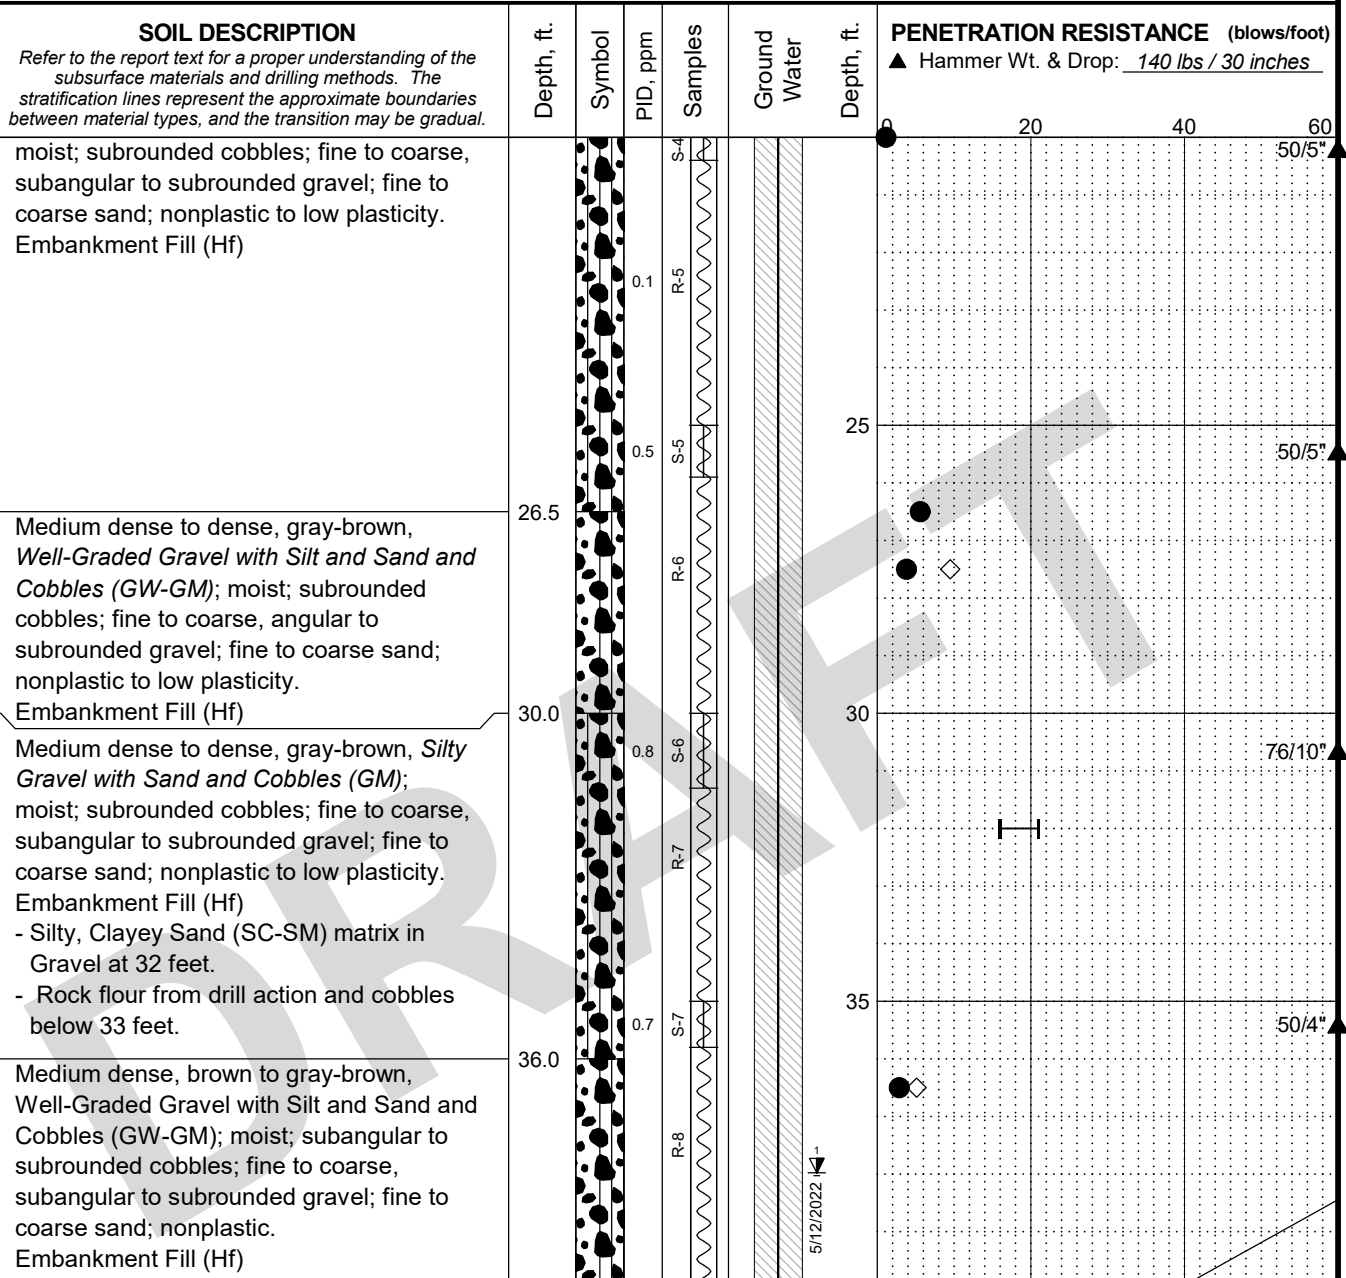 SOIL DESCRIPTION
Refer to the report text for a proper understanding of the
subsurface materials and drilling methods. The
stratification lines represent the approximate boundaries
between material types, and the transition may be gradual.
Depth, ft.
Symbol
PID, ppm
Samples
Ground
Water
Depth, ft.
PENETRATION RESISTANCE (blows/foot)
▲ Hammer Wt. & Drop: 140 lbs / 30 inches
0 20 40 60
moist; subrounded cobbles; fine to coarse,
subangular to subrounded gravel; fine to
coarse sand; nonplastic to low plasticity.
Embankment Fill (Hf)
S-4
50/5"
0.1
R-5
25
0.5
S-5
50/5"
26.5
Medium dense to dense, gray-brown,
Well-Graded Gravel with Silt and Sand and
Cobbles (GW-GM); moist; subrounded
cobbles; fine to coarse, angular to
subrounded gravel; fine to coarse sand;
nonplastic to low plasticity.
Embankment Fill (Hf)
R-6
30.0
30
Medium dense to dense, gray-brown, Silty
Gravel with Sand and Cobbles (GM);
moist; subrounded cobbles; fine to coarse,
subangular to subrounded gravel; fine to
coarse sand; nonplastic to low plasticity.
Embankment Fill (Hf)
- Silty, Clayey Sand (SC-SM) matrix in
Gravel at 32 feet.
- Rock flour from drill action and cobbles
below 33 feet.
0.8
S-6
76/10"
R-7
35
0.7
S-7
50/4"
36.0
Medium dense, brown to gray-brown,
Well-Graded Gravel with Silt and Sand and
Cobbles (GW-GM); moist; subangular to
subrounded cobbles; fine to coarse,
subangular to subrounded gravel; fine to
coarse sand; nonplastic.
Embankment Fill (Hf)
R-8
5/12/2022
1
DRAFT